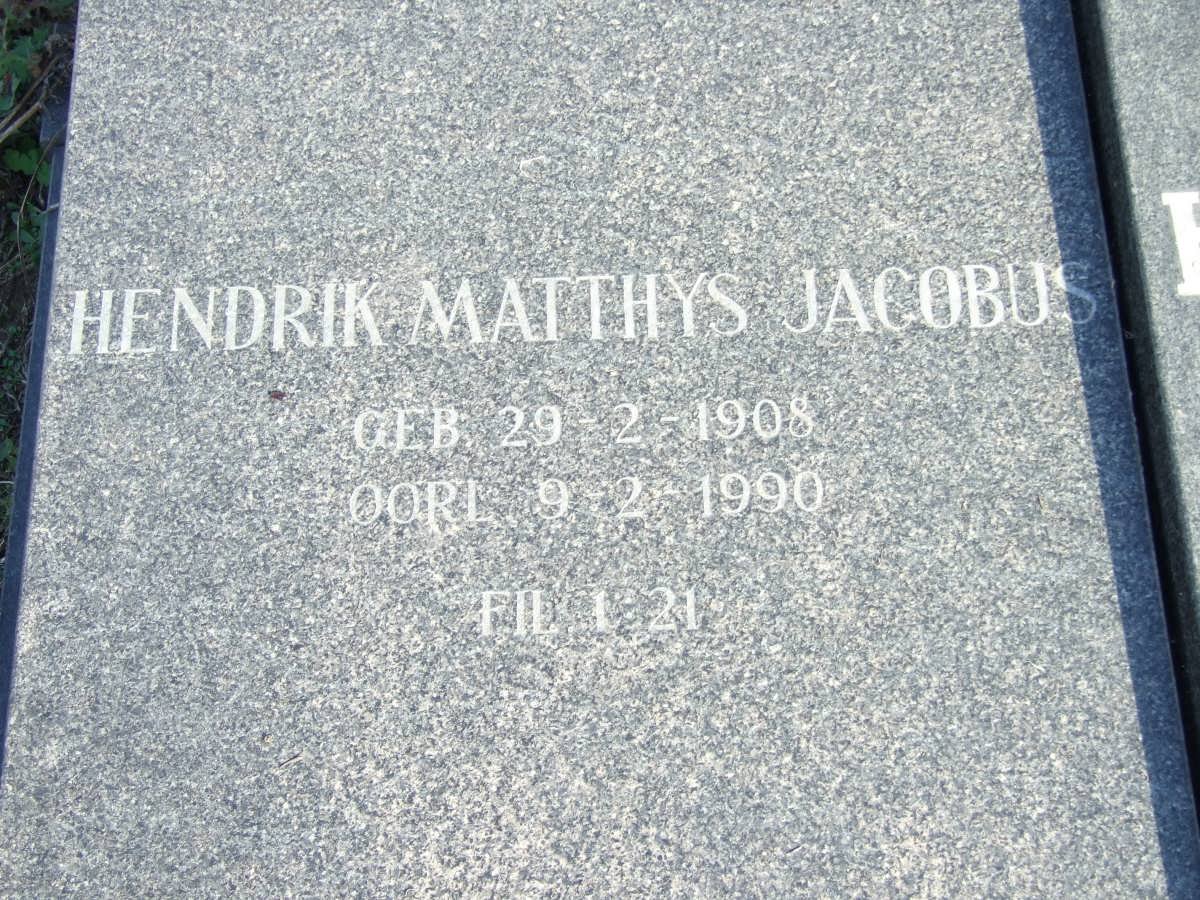 HENDRIK MATTHYS JACOBUS
GEB. 29-2-1908
OORL. 9-2-1990
FIL 1:21